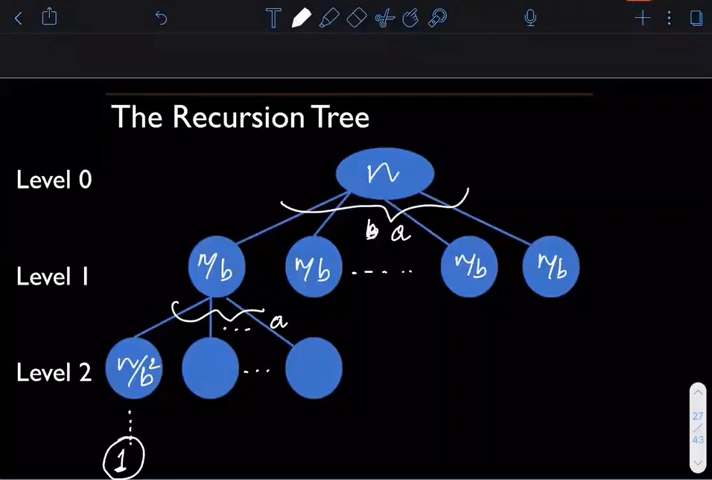 T
The Recursion Tree
Level 0
n
a
Level 1
n/b n/b ..... n/b n/b
... a
Level 2
n/b² ...
1
27
/
43